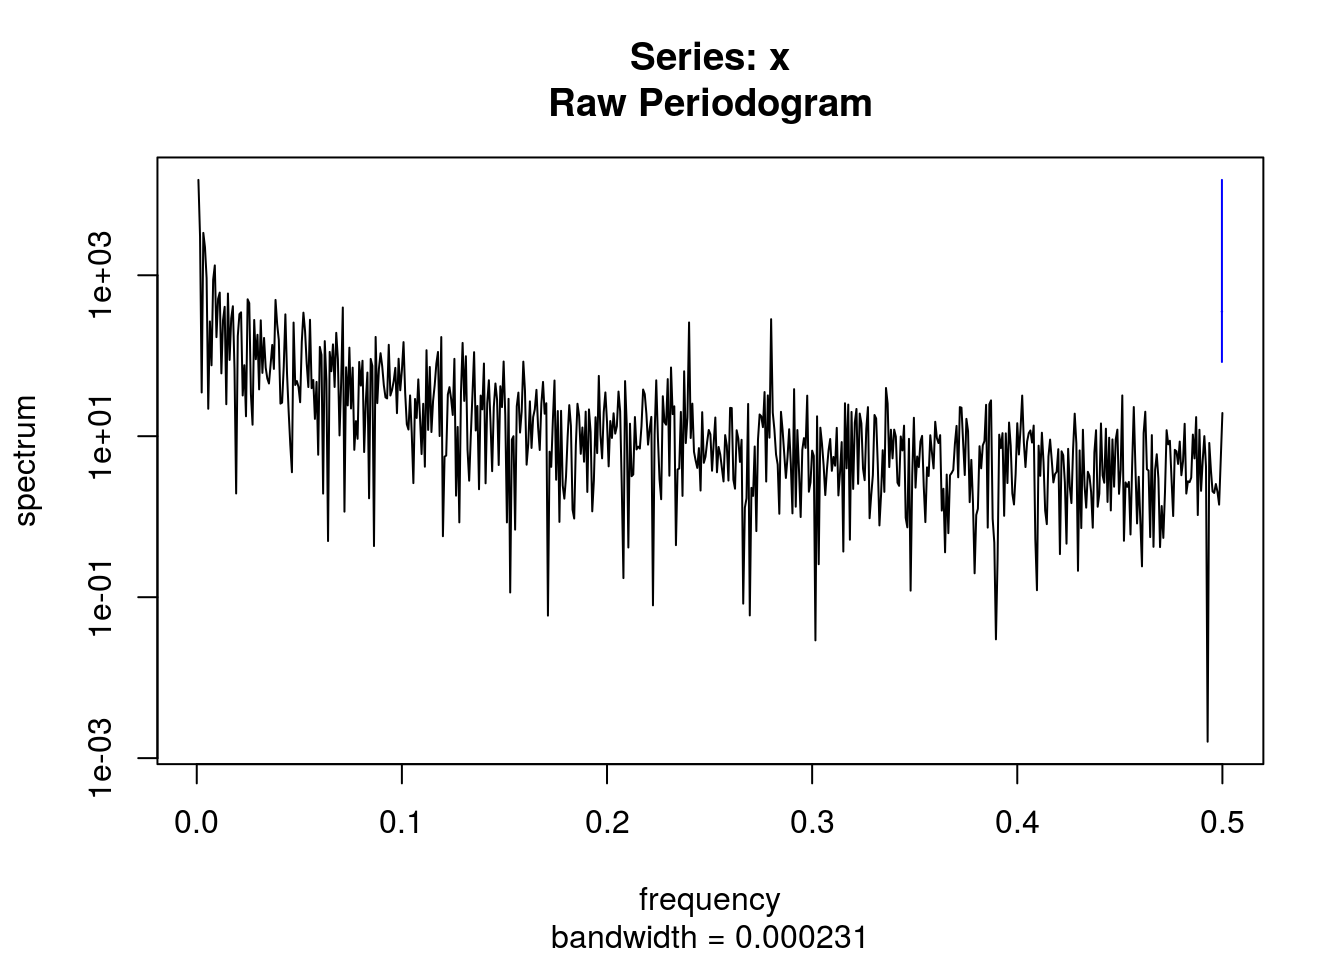 Series: x
Raw Periodogram
spectrum
1e+03
1e+01
1e-01
1e-03
0.0 0.1 0.2 0.3 0.4 0.5
frequency
bandwidth = 0.000231